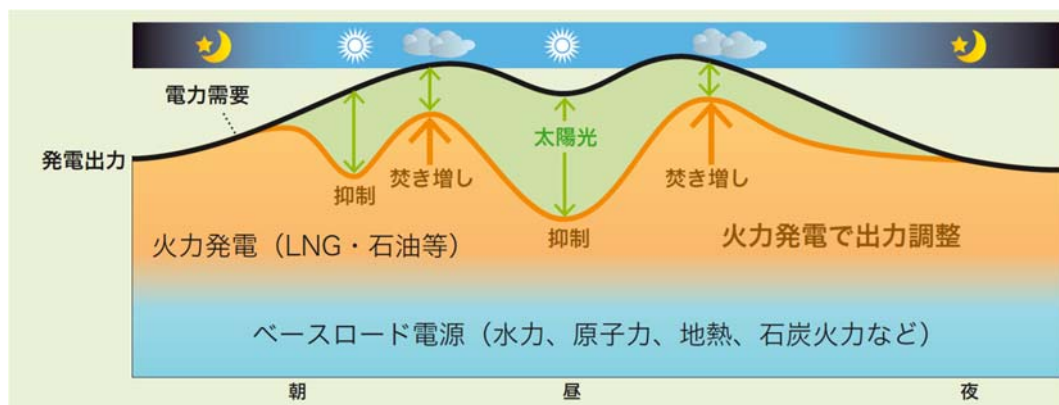 電力需要
発電出力
太陽光
抑制
焚き増し
焚き増し
抑制
火力発電（LNG・石油等）
火力発電で出力調整
ベースロード電源（水力、原子力、地熱、石炭火力など）
朝
昼
夜